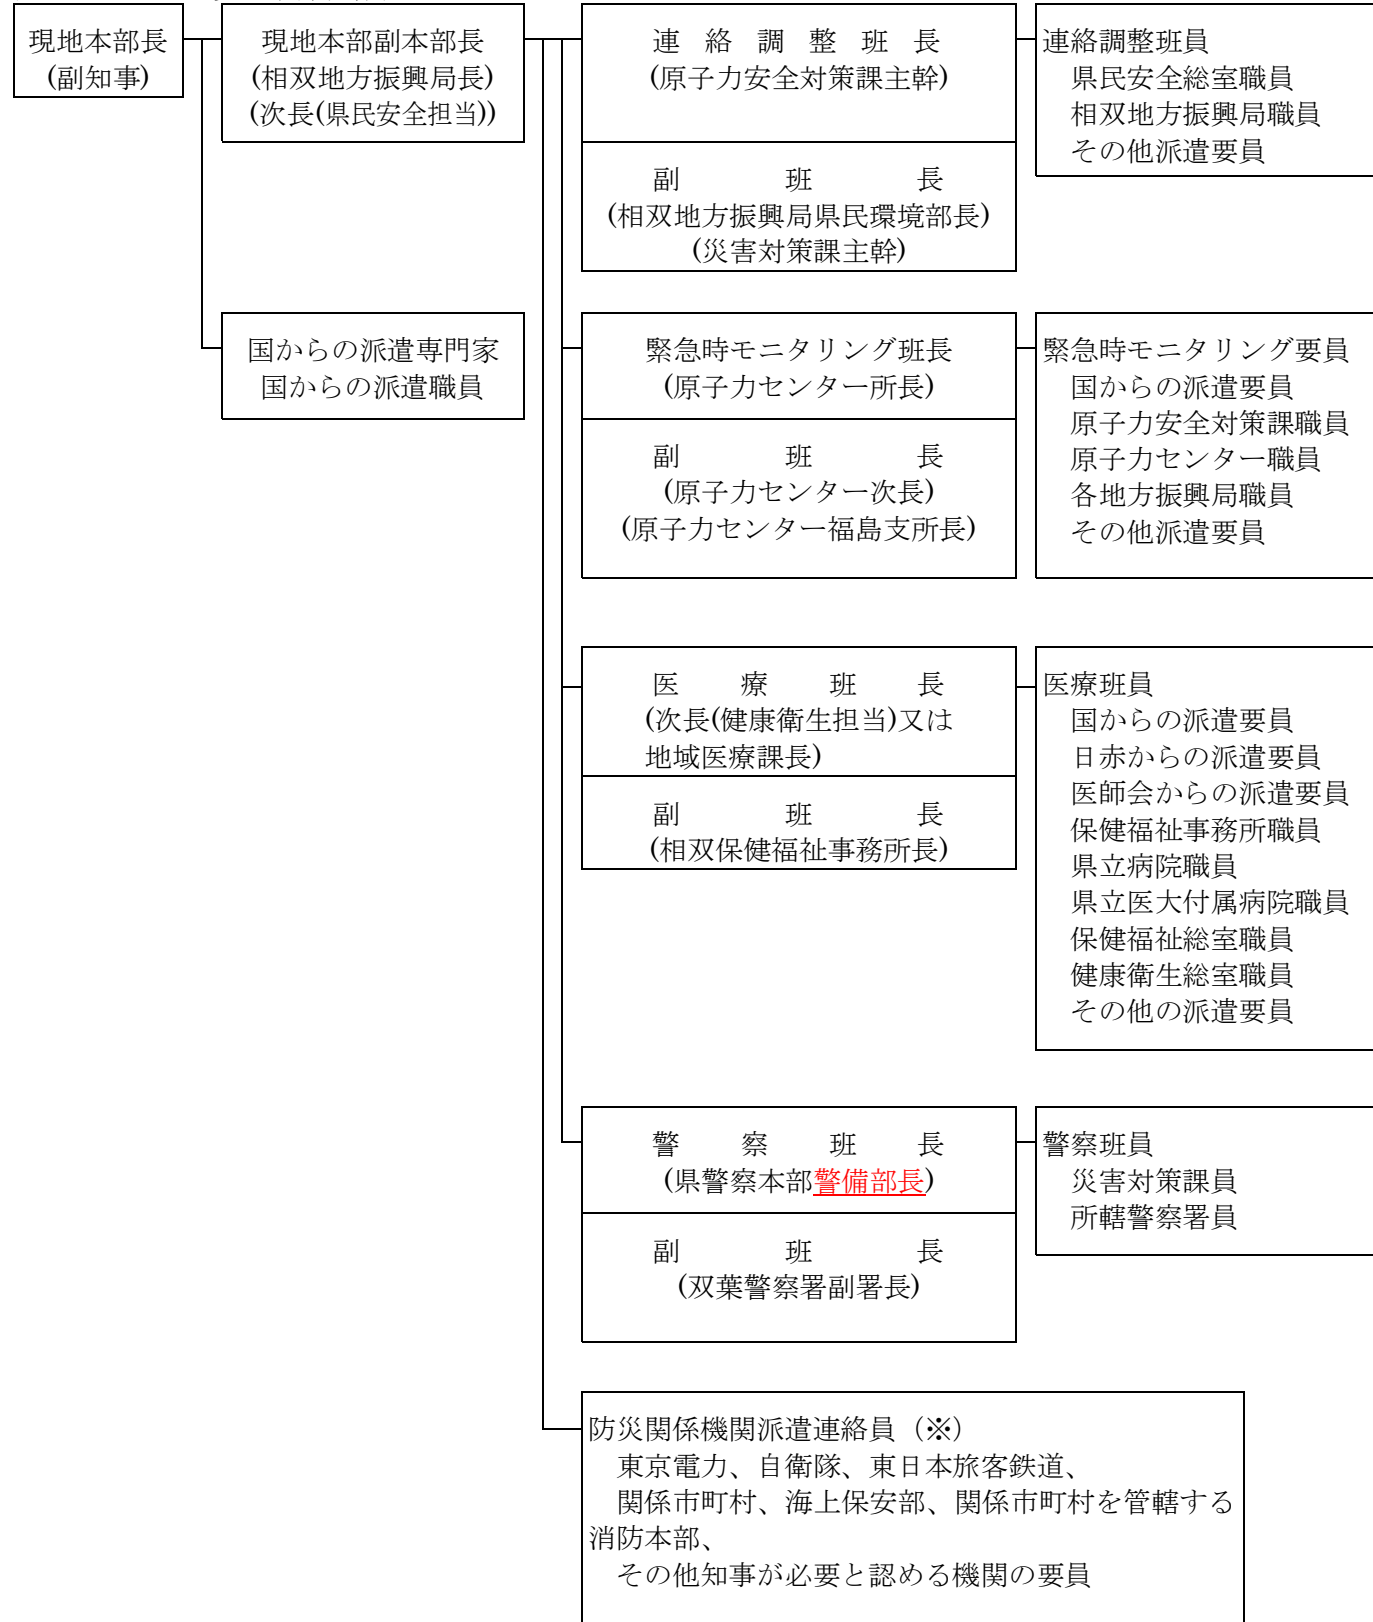 現地本部長
(副知事)
現地本部副本部長
(相双地方振興局長)
(次長(県民安全担当))
国からの派遣専門家
国からの派遣職員
連絡調整班長
(原子力安全対策課主幹)
副班長
(相双地方振興局県民環境部長)
(災害対策課主幹)
連絡調整班員
県民安全総室職員
相双地方振興局職員
その他派遣要員
緊急時モニタリング班長
(原子力センター所長)
副班長
(原子力センター次長)
(原子力センター福島支所長)
緊急時モニタリング要員
国からの派遣要員
原子力安全対策課職員
原子力センター職員
各地方振興局職員
その他派遣要員
医療班長
(次長(健康衛生担当)又は
地域医療課長)
副班長
(相双保健福祉事務所長)
医療班員
国からの派遣要員
日赤からの派遣要員
医師会からの派遣要員
保健福祉事務所職員
県立病院職員
県立医大付属病院職員
保健福祉総室職員
健康衛生総室職員
その他の派遣要員
警察班長
(県警察本部警備部長)
副班長
(双葉警察署副署長)
警察班員
災害対策課員
所轄警察署員
防災関係機関派遣連絡員（※）
東京電力、自衛隊、東日本旅客鉄道、
関係市町村、海上保安部、関係市町村を管轄する
消防本部、
その他知事が必要と認める機関の要員